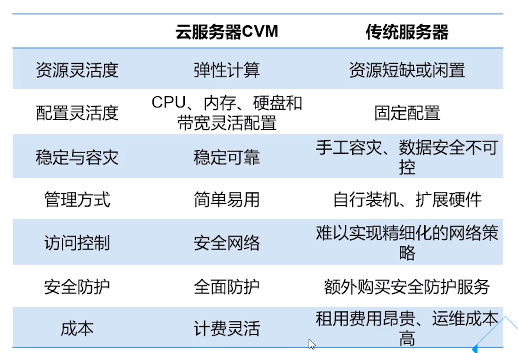 云服务器CVM 传统服务器
资源灵活度 弹性计算 资源短缺或闲置
配置灵活度 CPU、内存、硬盘和
带宽灵活配置 固定配置
稳定与容灾 稳定可靠 手工容灾、数据安全不可
控
管理方式 简单易用 自行装机、扩展硬件
访问控制 安全网络 难以实现精细化的网络策
略
安全防护 全面防护 额外购买安全防护服务
成本 计费灵活 租用费用昂贵、运维成本
高